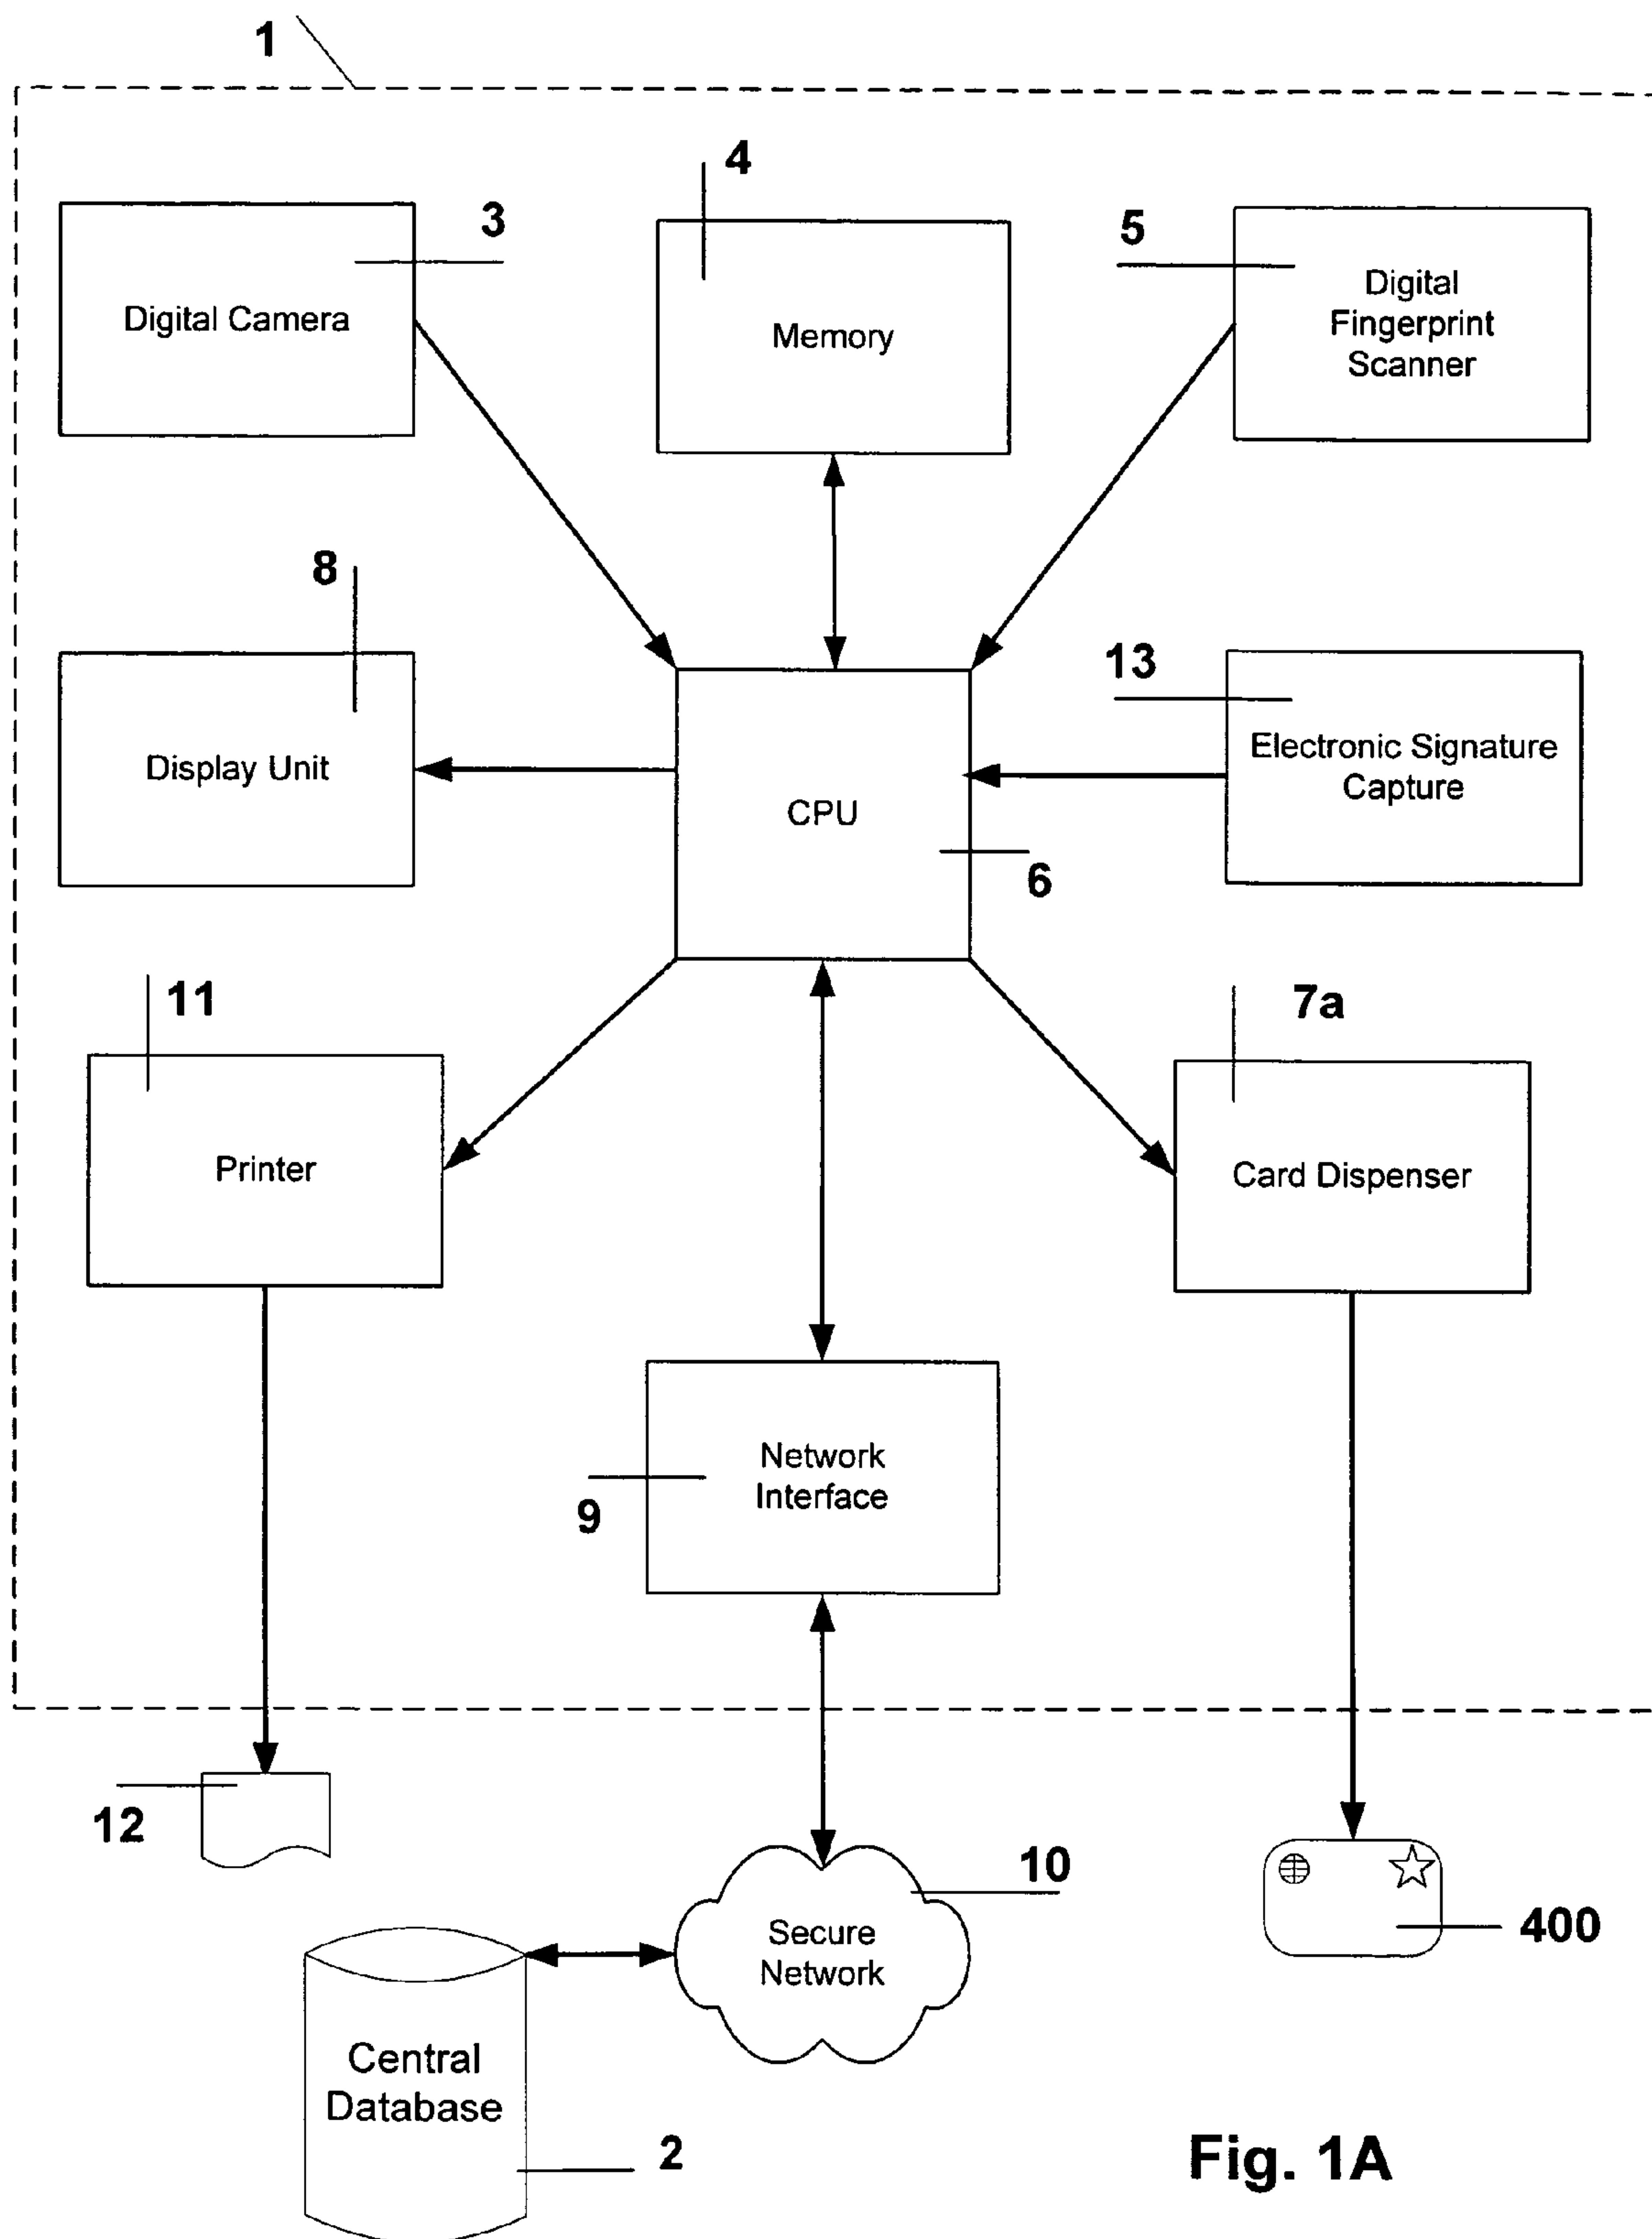 1
4
3
5
Digital Camera
Memory
Digital
Fingerprint
Scanner
8
13
Display Unit
CPU
Electronic Signature
Capture
6
11
7a
Printer
Card Dispenser
Network
Interface
9
12
10
Secure
Network
400
Central
Database
2
Fig. 1A